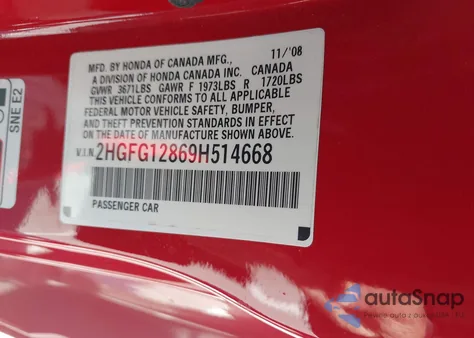 MFD. BY HONDA OF CANADA MFG., 11/'08
A DIVISION OF HONDA CANADA INC. CANADA
GVWR 3671LBS GAWR F 1973LBS R 1720LBS
THIS VEHICLE CONFORMS TO ALL APPLICABLE
FEDERAL MOTOR VEHICLE SAFETY, BUMPER,
AND THEFT PREVENTION STANDARDS IN EFFECT
ON THE DATE OF MANUFACTURE SHOWN ABOVE.
V.I.N. 2HGFG12869H514668
PASSENGER CAR
SNE E2
autaSnap